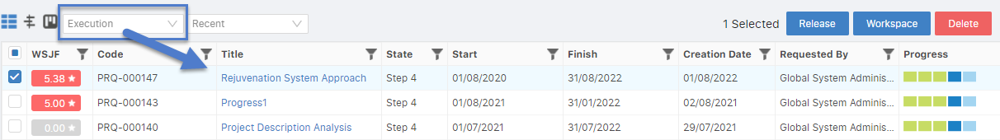 Execution Recent 1 Selected Release Workspace Delete
WSJF Code Title State Start Finish Creation Date Requested By Progress
5.38 ★ PRQ-000147 Rejuvenation System Approach Step 4 01/08/2020 31/08/2022 01/08/2022 Global System Adminis...
5.00 ★ PRQ-000143 Progress1 Step 4 01/08/2021 31/01/2022 02/08/2021 Global System Adminis...
0.00 ★ PRQ-000140 Project Description Analysis Step 4 01/07/2021 31/07/2022 29/07/2021 Global System Adminis...